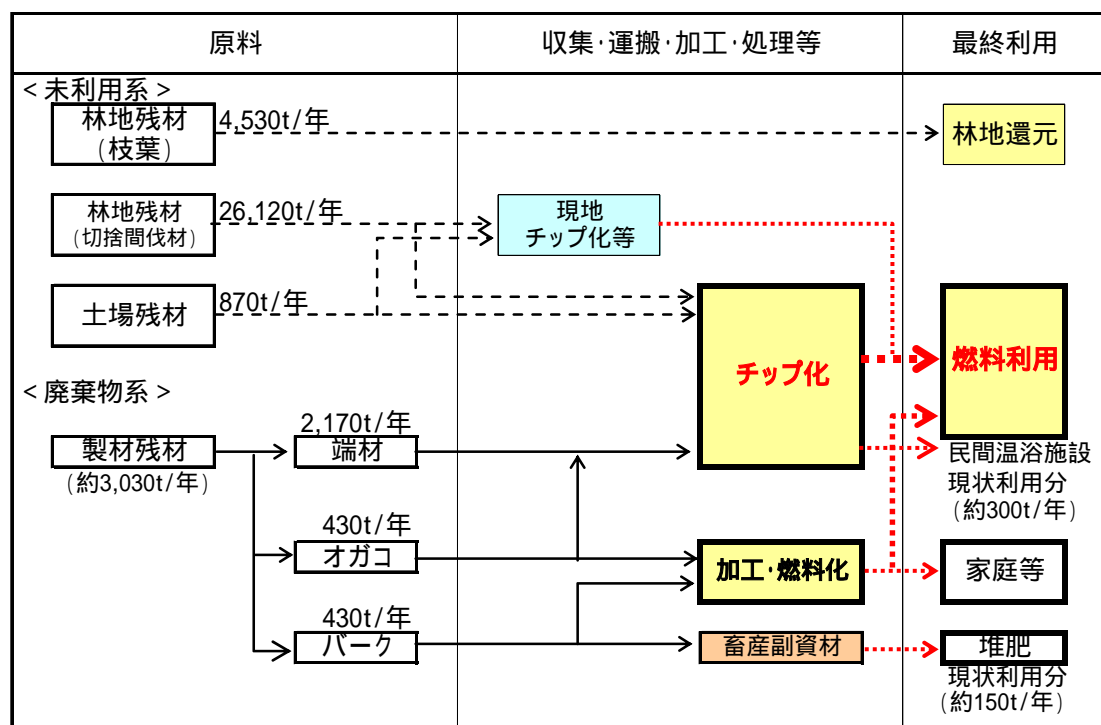 原料
収集･運搬･加工･処理等
最終利用
<未利用系>
林地残材
(枝葉)
4,530t/年
林地還元
林地残材
(切捨間伐材)
26,120t/年
現地
チップ化等
土場残材
870t/年
チップ化
燃料利用
<廃棄物系>
製材残材
(約3,030t/年)
2,170t/年
端材
民間温浴施設
現状利用分
(約300t/年)
430t/年
オガコ
加工･燃料化
家庭等
430t/年
バーク
畜産副資材
堆肥
現状利用分
(約150t/年)